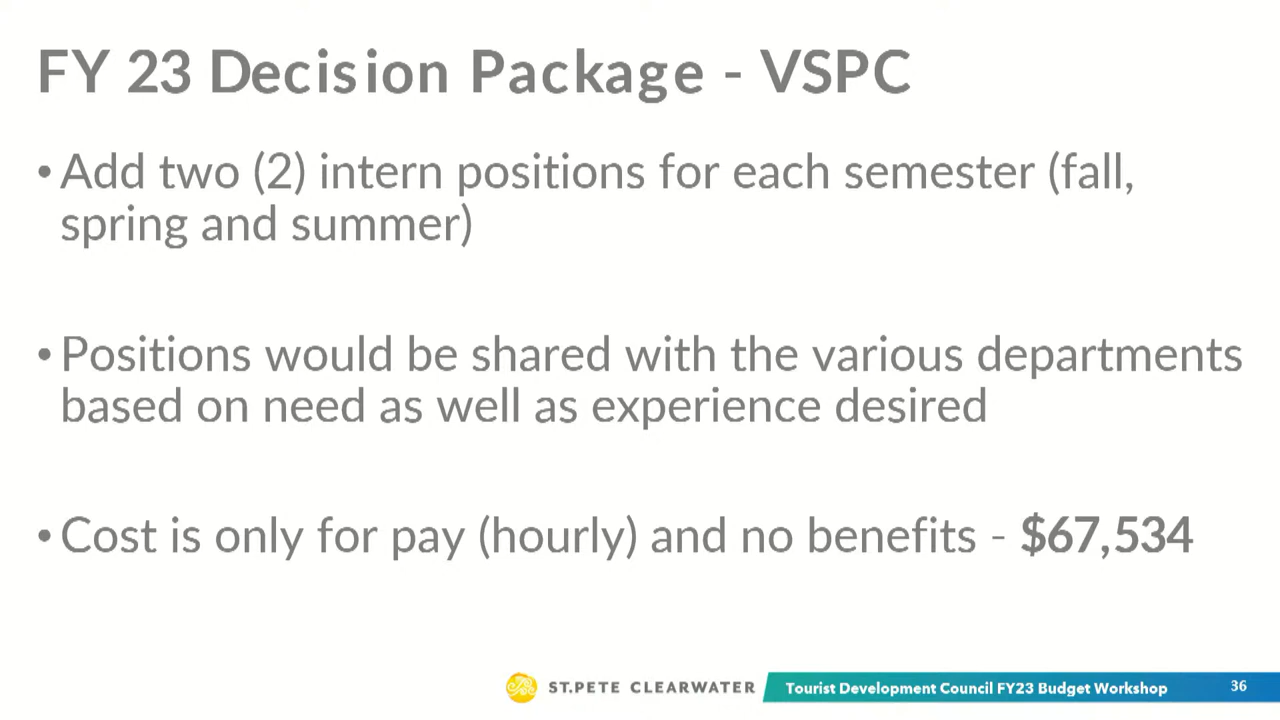 FY 23 Decision Package - VSPC
• Add two (2) intern positions for each semester (fall,
spring and summer)
• Positions would be shared with the various departments
based on need as well as experience desired
• Cost is only for pay (hourly) and no benefits - $67,534
ST.PETE CLEARWATER
Tourist Development Council FY23 Budget Workshop
36